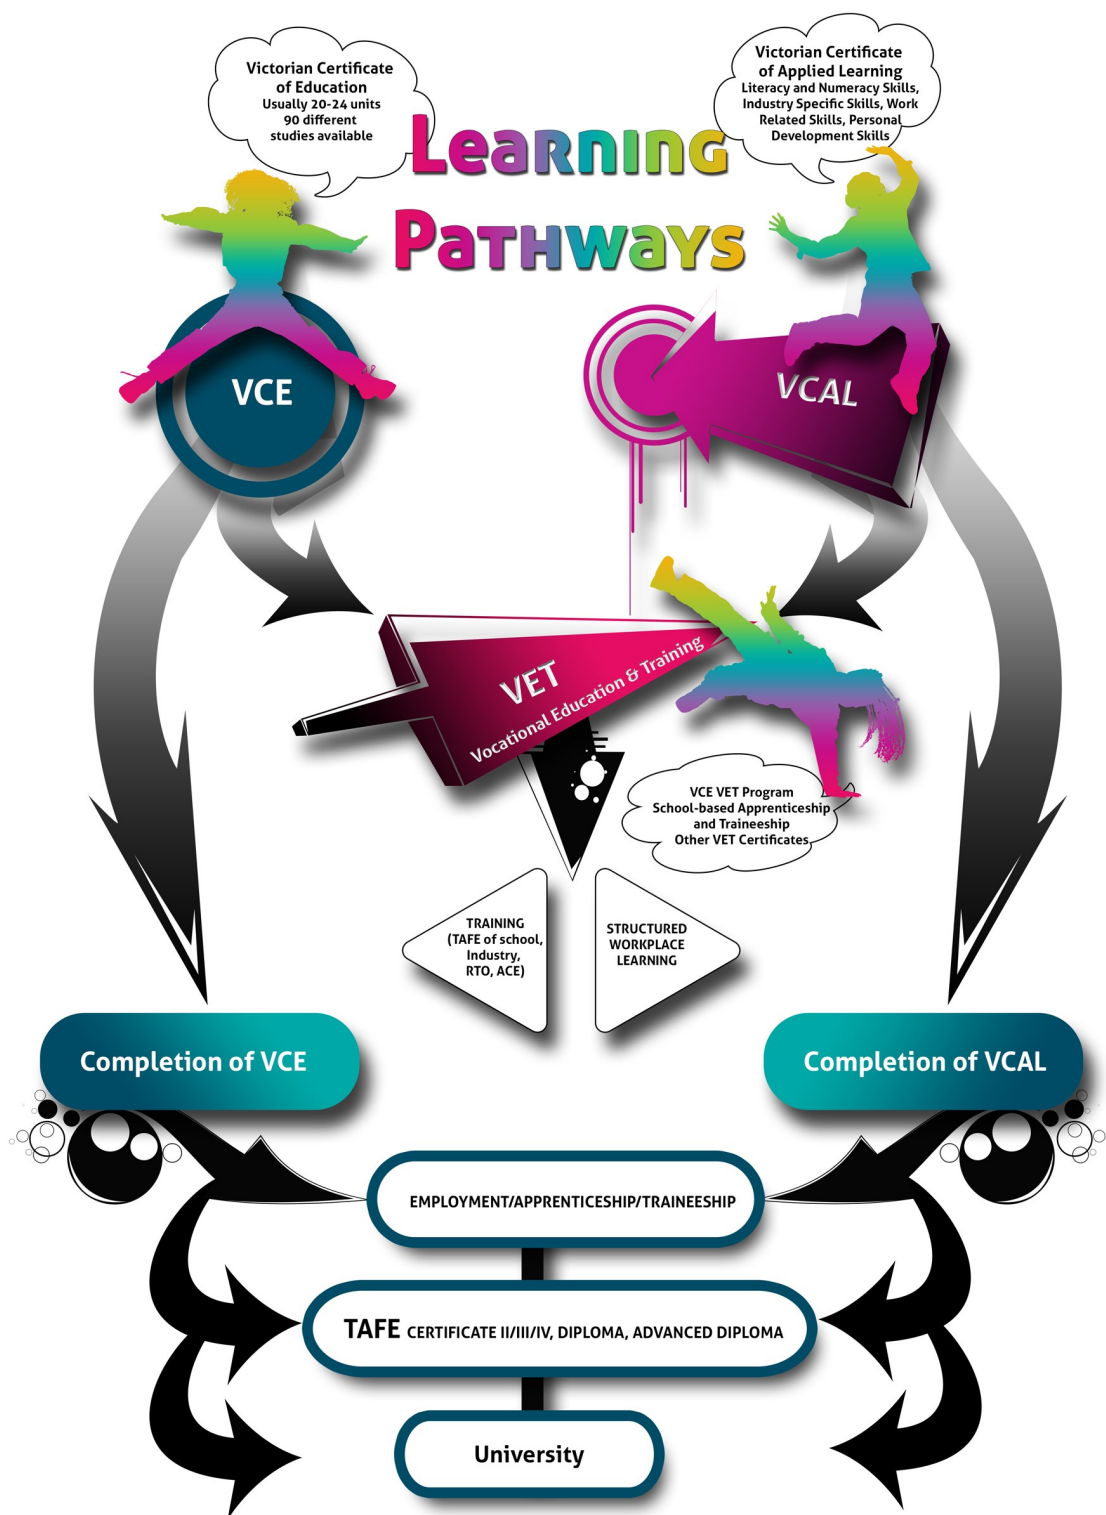 Victorian Certificate
of Education
Usually 20-24 units
90 different
studies available
Victorian Certificate
of Applied Learning
Literacy and Numeracy Skills,
Industry Specific Skills, Work
Related Skills, Personal
Development Skills
Learning
Pathways
VCE
VCAL
VET
Vocational Education & Training
VCE VET Program
School-based Apprenticeship
and Traineeship
Other VET Certificates
TRAINING
(TAFE of school,
Industry,
RTO, ACE)
STRUCTURED
WORKPLACE
LEARNING
Completion of VCE
Completion of VCAL
EMPLOYMENT/APPRENTICESHIP/TRAINEESHIP
TAFE CERTIFICATE II/III/IV, DIPLOMA, ADVANCED DIPLOMA
University